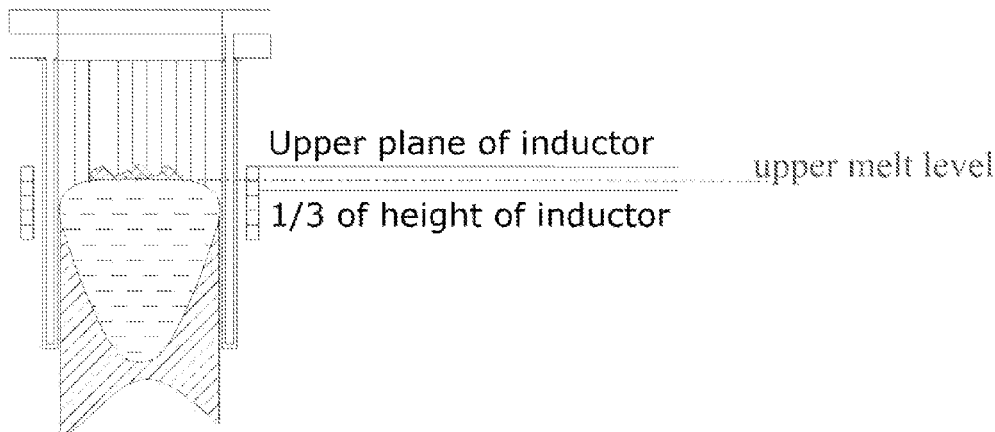 Upper plane of inductor
upper melt level
1/3 of height of inductor